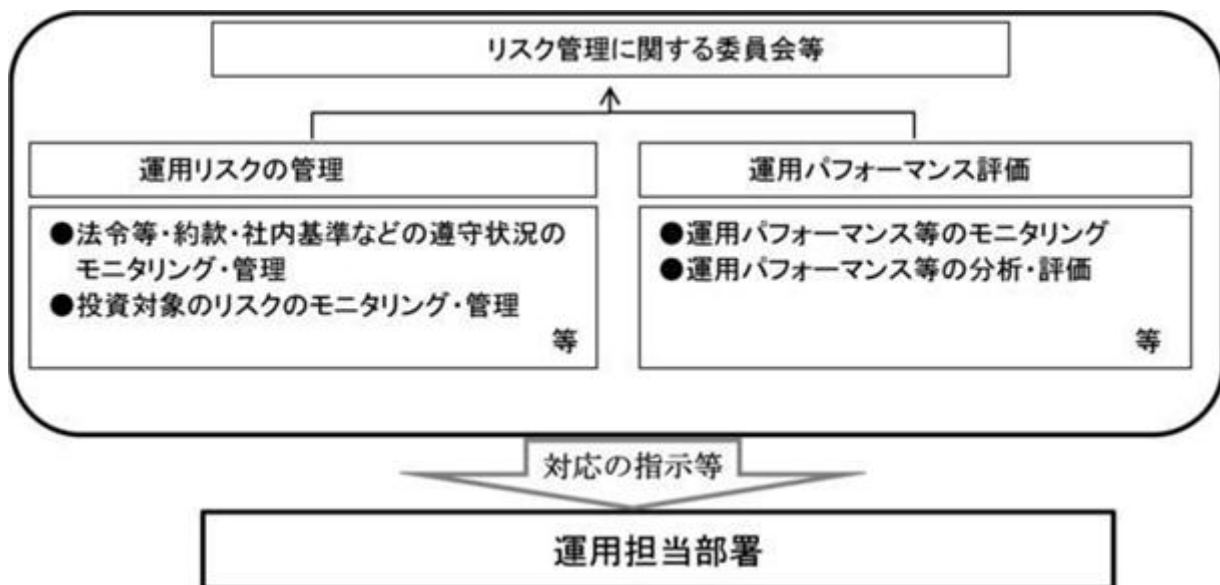 リスク管理に関する委員会等
運用リスクの管理
●法令等・約款・社内基準などの遵守状況の
モニタリング・管理
●投資対象のリスクのモニタリング・管理
等
運用パフォーマンス評価
●運用パフォーマンス等のモニタリング
●運用パフォーマンス等の分析・評価
等
対応の指示等
運用担当部署